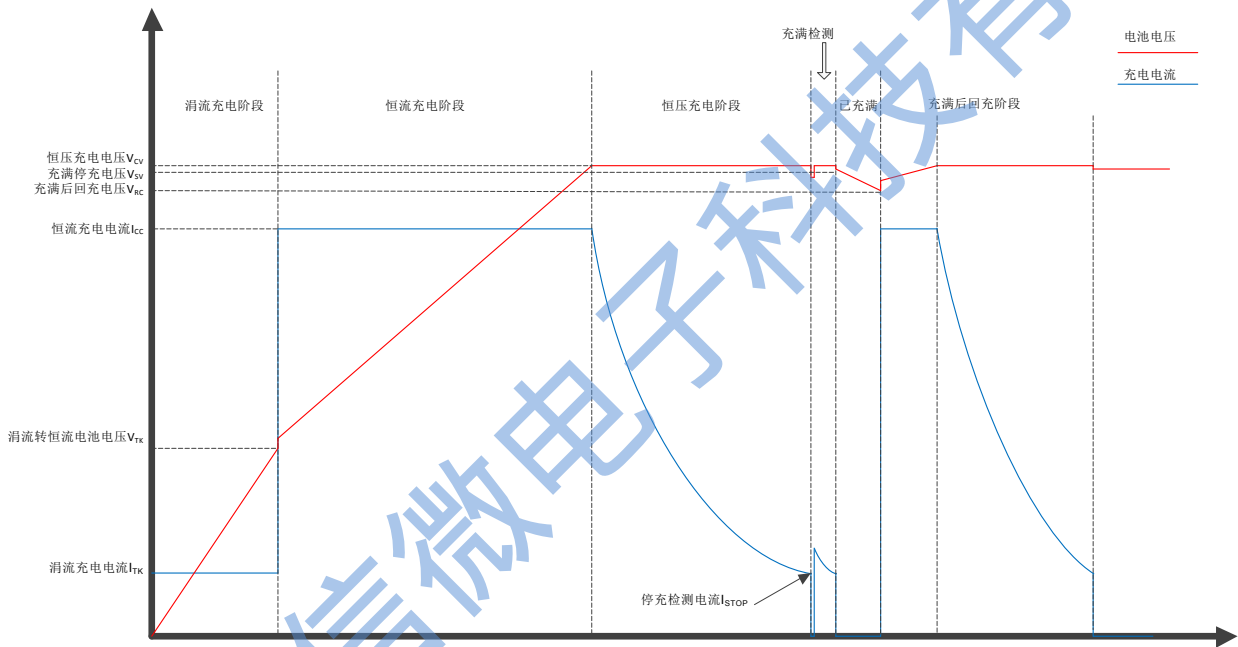 充满检测
电池电压
充电电流
涓流充电阶段
恒流充电阶段
恒压充电阶段
已充满
充满后回充阶段
恒压充电电压VCV
充满停充电压VSV
充满后回充电压VRC
恒流充电电流ICC
涓流转恒流电池电压VTK
涓流充电电流ITK
停充检测电流ISTOP
信微电子科技有